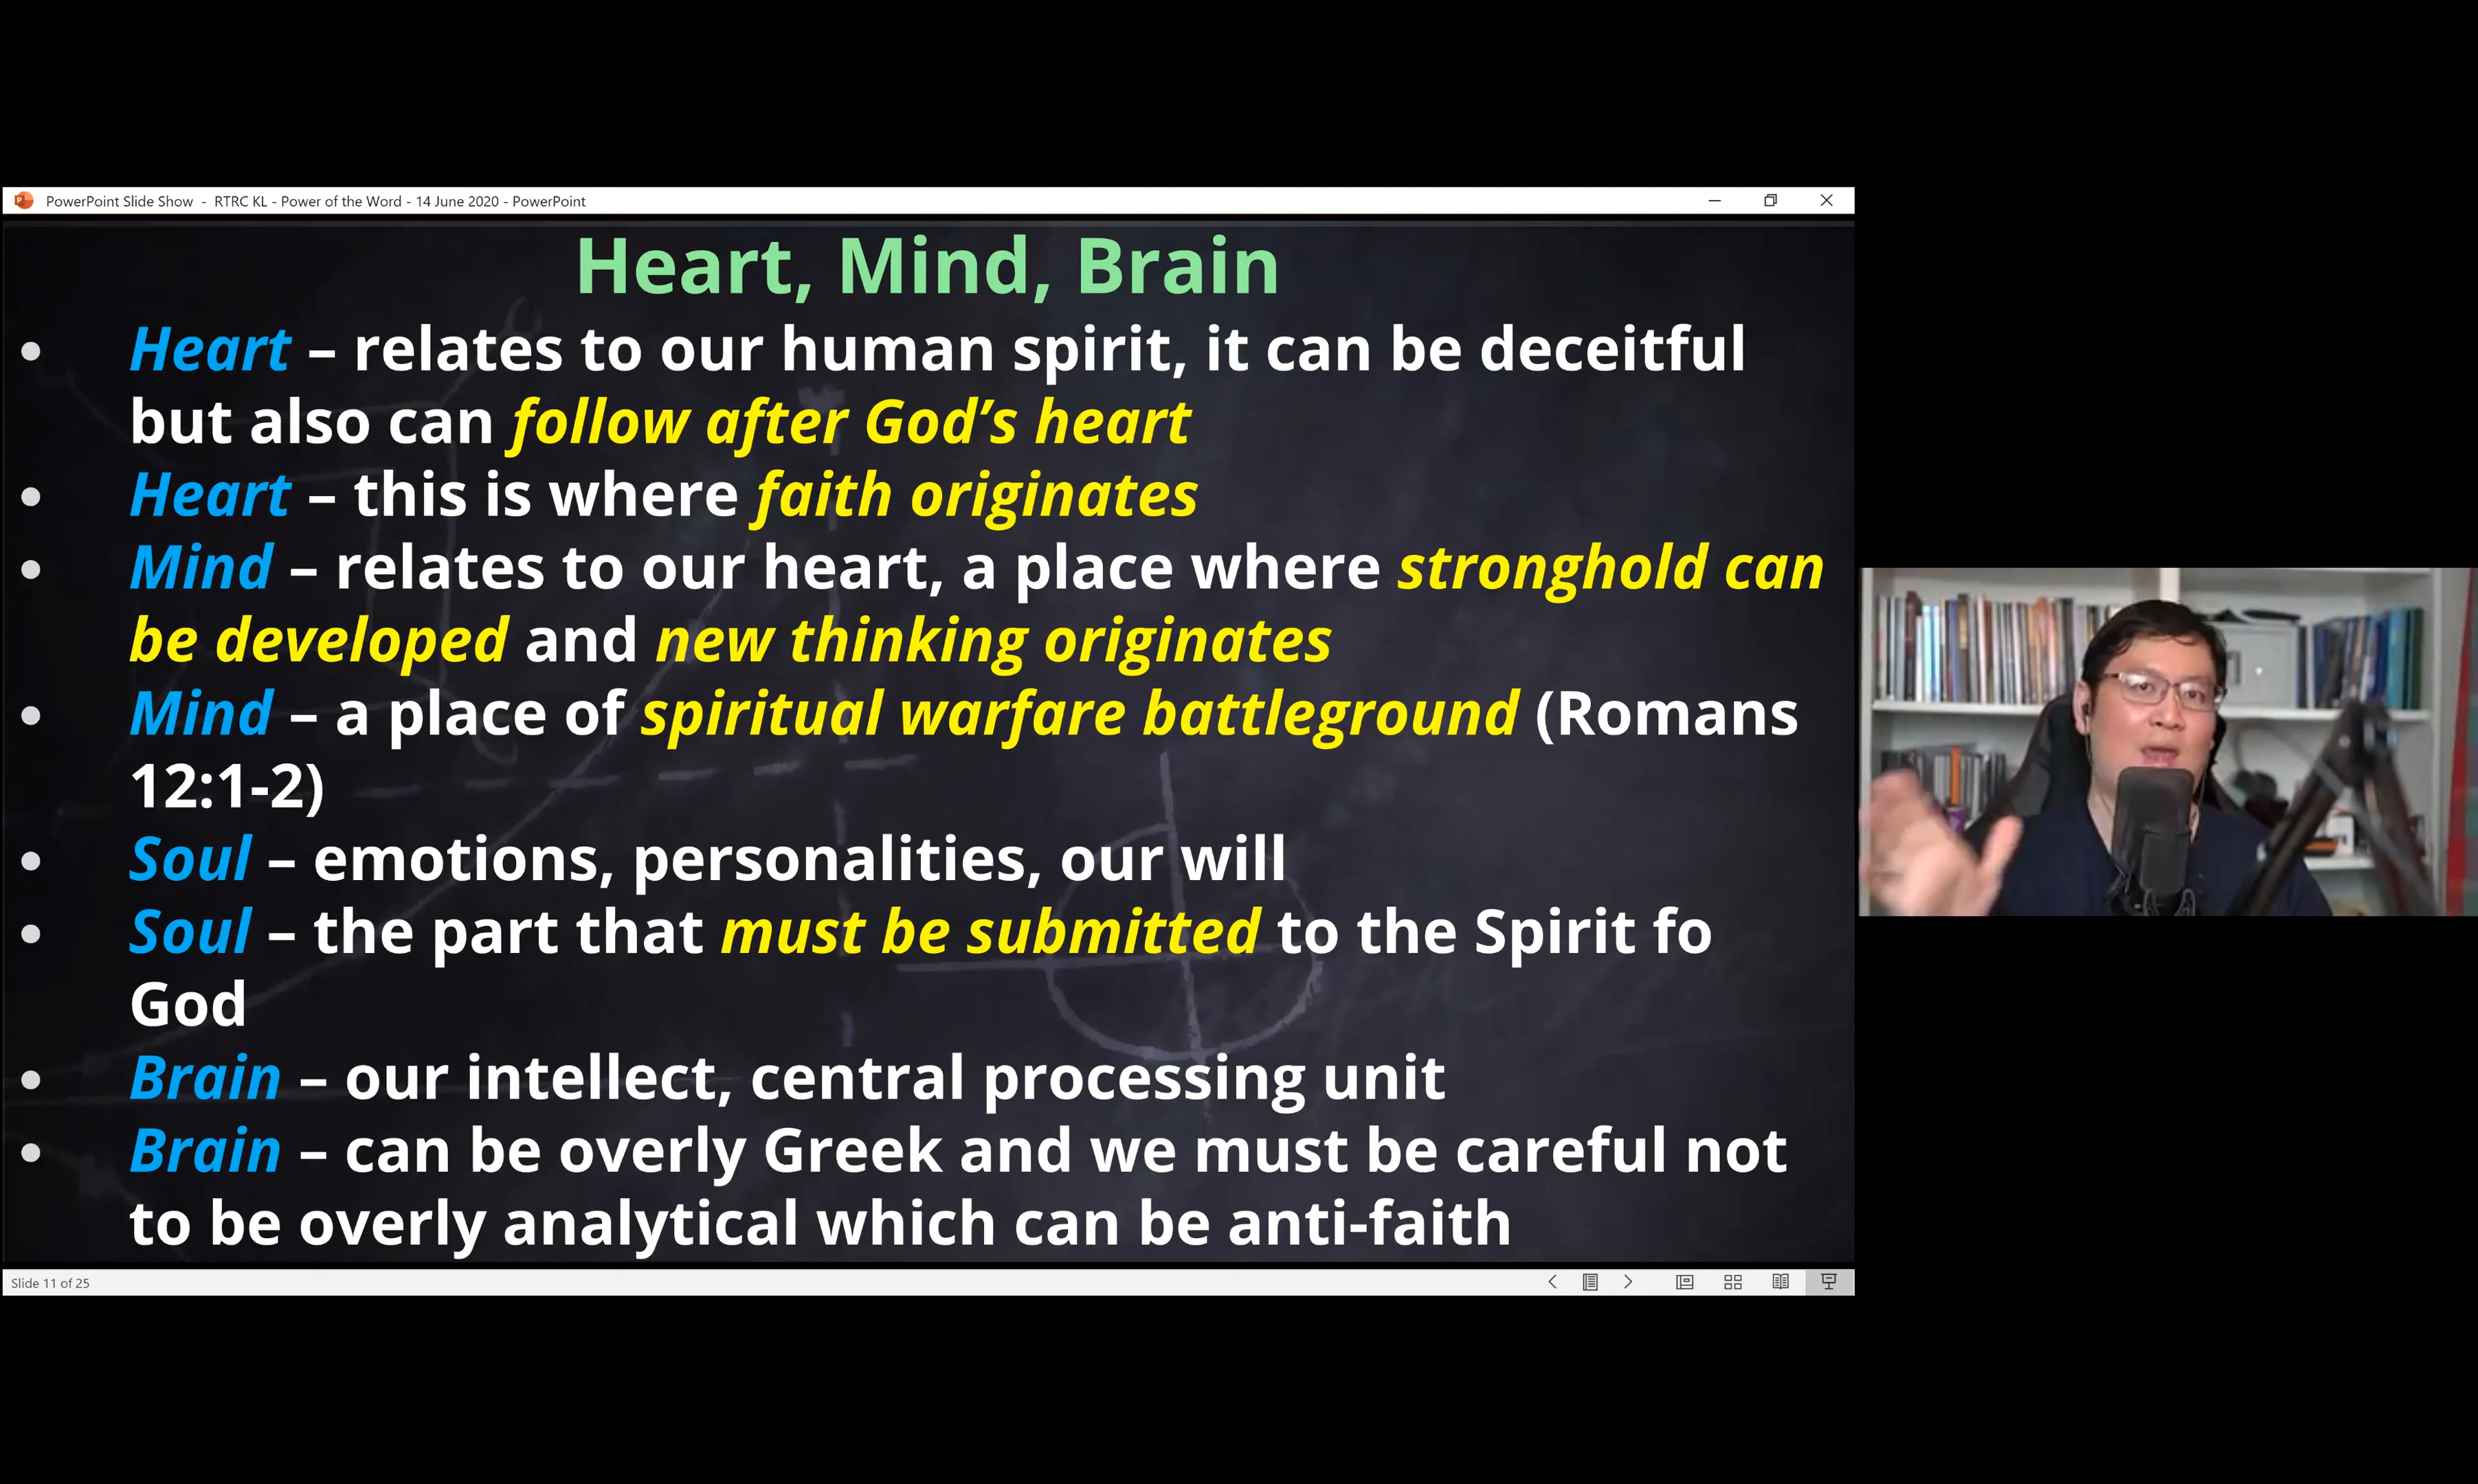 PowerPoint Slide Show - RTRC KL - Power of the Word - 14 June 2020 - PowerPoint
Heart, Mind, Brain
• Heart – relates to our human spirit, it can be deceitful
but also can follow after God’s heart
• Heart – this is where faith originates
• Mind – relates to our heart, a place where stronghold can
be developed and new thinking originates
• Mind – a place of spiritual warfare battleground (Romans
12:1-2)
• Soul – emotions, personalities, our will
• Soul – the part that must be submitted to the Spirit fo
God
• Brain – our intellect, central processing unit
• Brain – can be overly Greek and we must be careful not
to be overly analytical which can be anti-faith
Slide 11 of 25